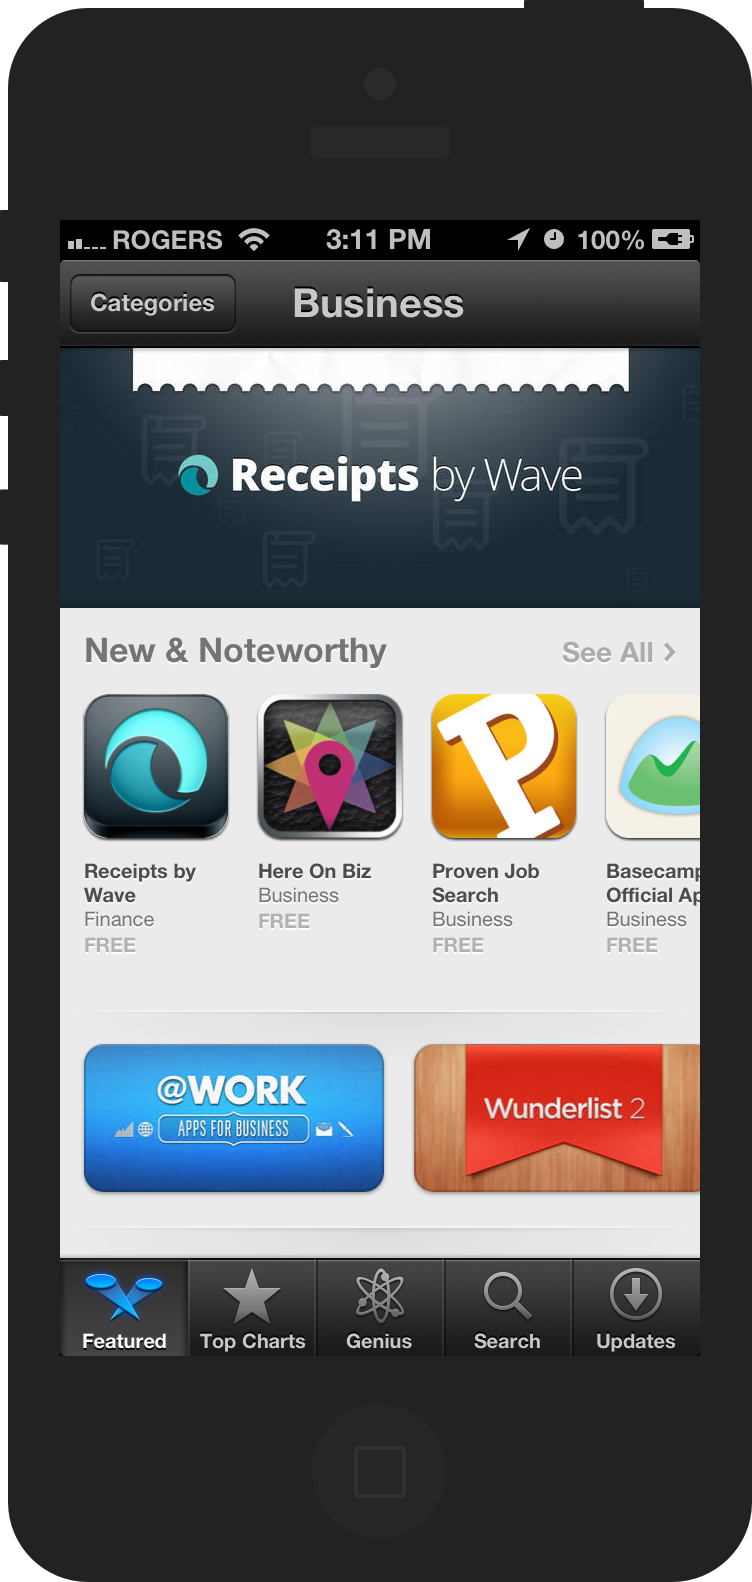 ROGERS 3:11 PM 100%
Categories Business
Receipts by Wave
New & Noteworthy See All
Receipts by
Wave
Finance
FREE
Here On Biz
Business
FREE
Proven Job
Search
Business
FREE
Basecamp
Official Ap
Business
FREE
@WORK
APPS FOR BUSINESS
Wunderlist 2
Featured Top Charts Genius Search Updates